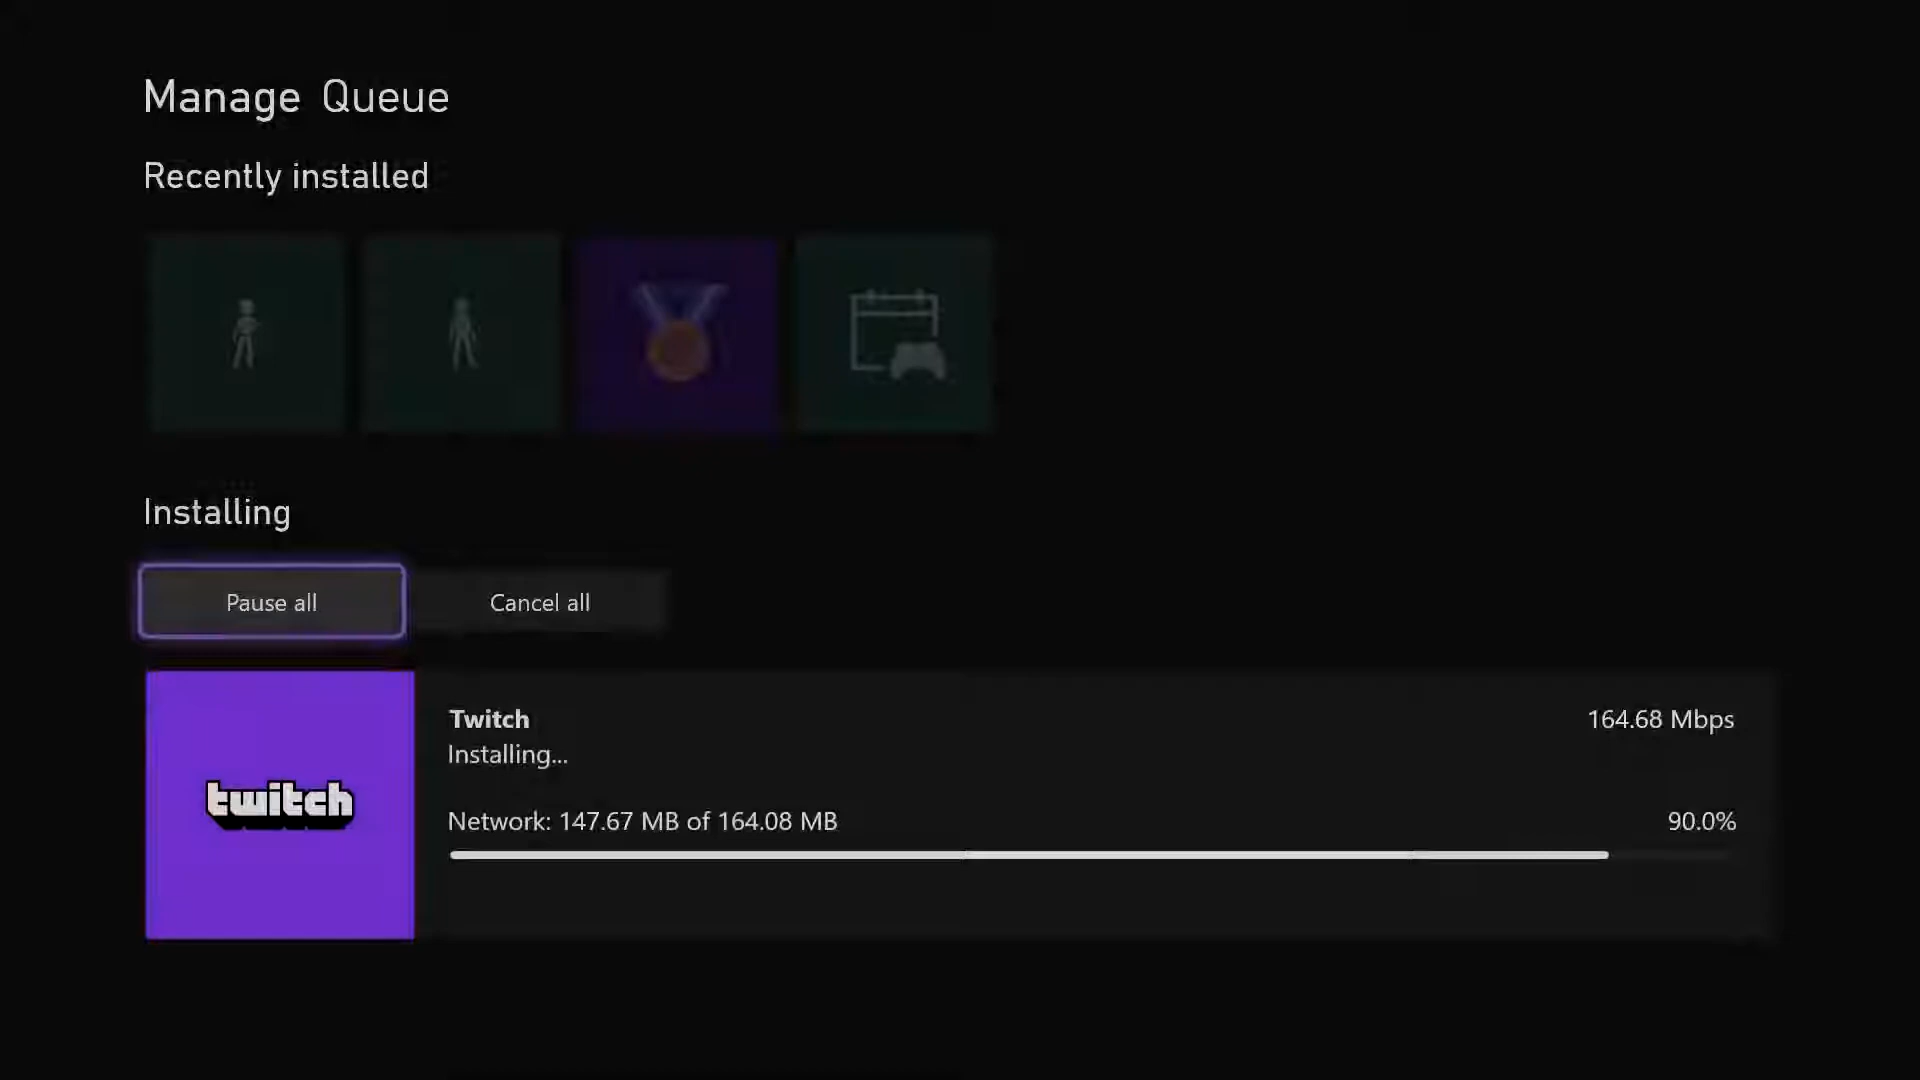 Manage Queue
Recently installed
Installing
Pause all
Cancel all
twitch
Twitch
164.68 Mbps
Installing...
Network: 147.67 MB of 164.08 MB
90.0%